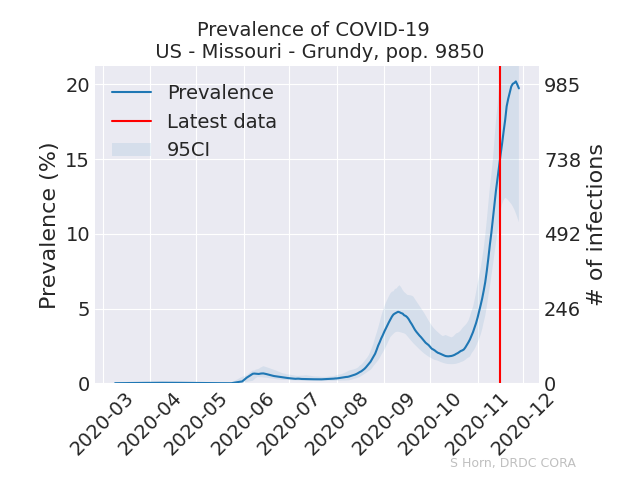 Prevalence of COVID-19
US - Missouri - Grundy, pop. 9850
Prevalence
Latest data
95CI
Prevalence (%)
20
15
10
5
0
985
738
492
246
0
# of infections
2020-03
2020-04
2020-05
2020-06
2020-07
2020-08
2020-09
2020-10
2020-11
2020-12
S Horn, DRDC CORA